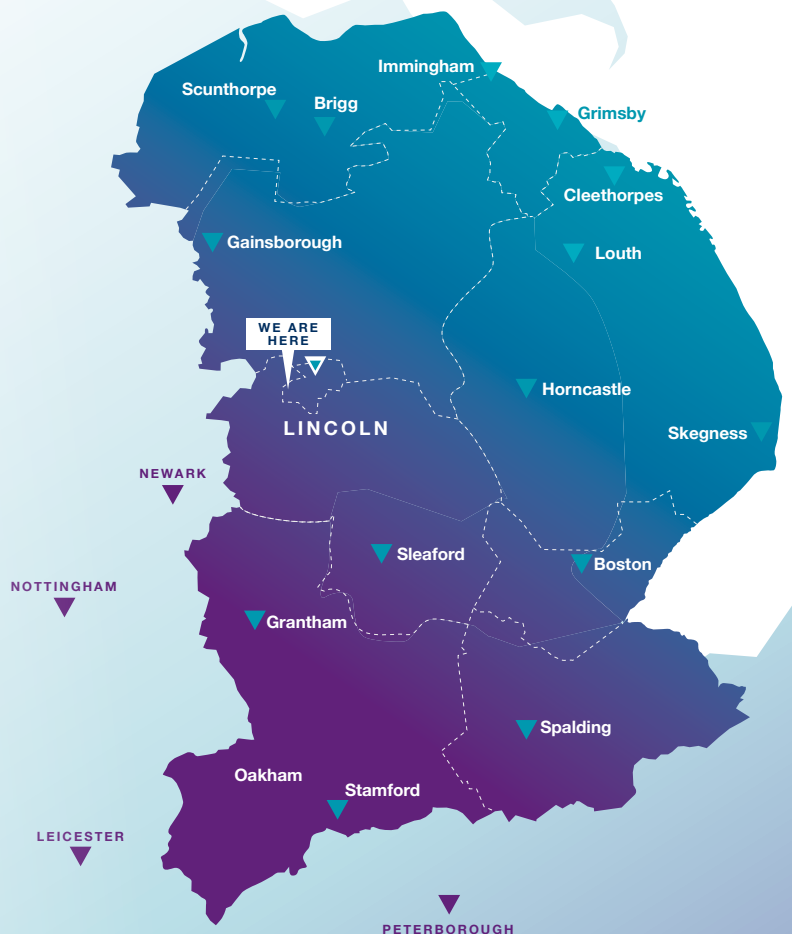 Immingham
Scunthorpe
Brigg
Grimsby
Cleethorpes
Gainsborough
Louth
WE ARE
HERE
Horncastle
LINCOLN
Skegness
NEWARK
Sleaford
Boston
NOTTINGHAM
Grantham
Spalding
Oakham
Stamford
LEICESTER
PETERBOROUGH